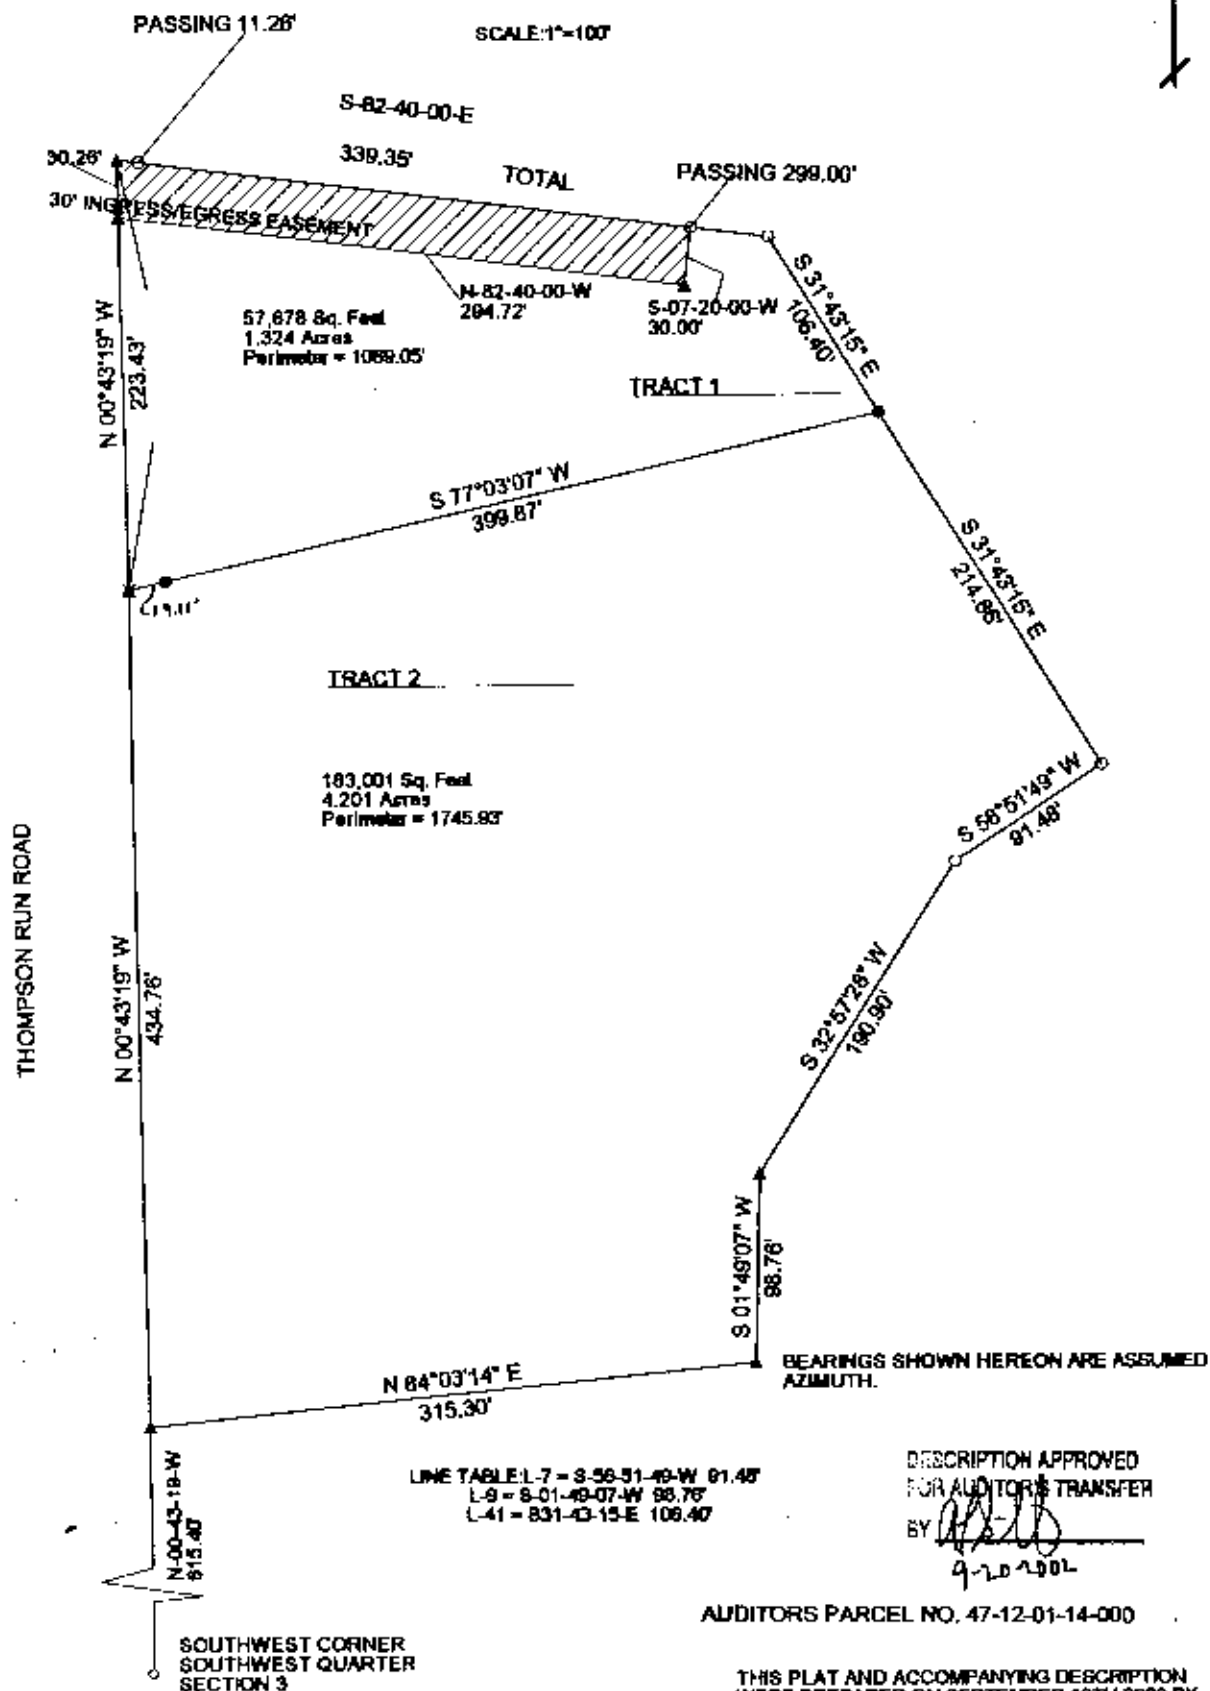 PASSING 11.26'
SCALE:1"=100'
S-82-40-00-E
339.35'
TOTAL
PASSING 299.00'
30.26'
30' INGRESS/EGRESS EASEMENT
N-82-40-00-W
294.72'
S-07-20-00-W
30.00'
S 31°43'15" E
106.40'
57,678 Sq. Feet
1.324 Acres
Perimeter = 1069.05'
N 00°43'19" W
223.43'
TRACT 1
S 77°03'07" W
399.87'
S 31°43'15" E
214.86'
TRACT 2
183,001 Sq. Feet
4.201 Acres
Perimeter = 1745.93'
S 56°51'49" W
91.48'
THOMPSON RUN ROAD
N 00°43'19" W
434.76'
S 32°57'28" W
190.90'
S 01°49'07" W
98.76'
BEARINGS SHOWN HEREON ARE ASSUMED
AZIMUTH.
N 84°03'14" E
315.30'
LINE TABLE:L-7 = S-56-51-49-W 91.48'
L-9 = S-01-49-07-W 98.76'
L-41 = S31-43-15-E 106.40'
DESCRIPTION APPROVED
FOR AUDITOR'S TRANSFER
BY
9-20-2002
N-00-43-19-W
615.40'
AUDITORS PARCEL NO. 47-12-01-14-000
SOUTHWEST CORNER
SOUTHWEST QUARTER
SECTION 3
THIS PLAT AND ACCOMPANYING DESCRIPTION